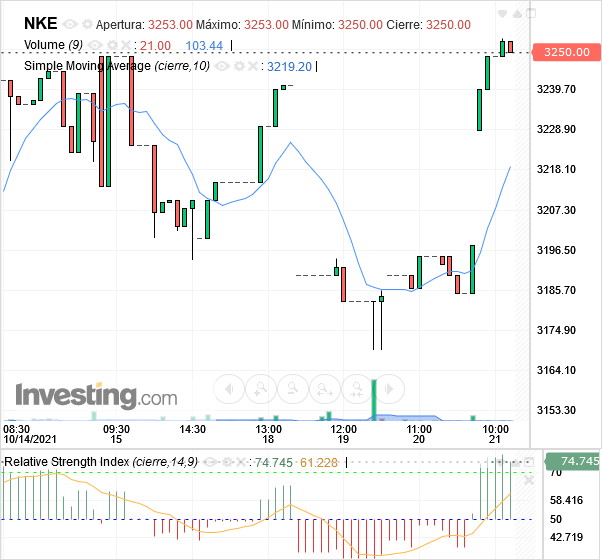 NKE Apertura: 3253.00 Máximo: 3253.00 Mínimo: 3250.00 Cierre: 3250.00
Volume (9) : 21.00 103.44
Simple Moving Average (cierre,10) : 3219.20
3250.00
3239.70
3228.90
3218.10
3207.30
3196.50
3185.70
3174.90
3164.10
3153.30
Investing.com
08:30 09:30 13:00 12:00 11:00 10:00
10/14/2021 15 18 19 20 21
Relative Strength Index (cierre,14,9) : 74.745 61.228
74.745
70
58.416
50
42.719